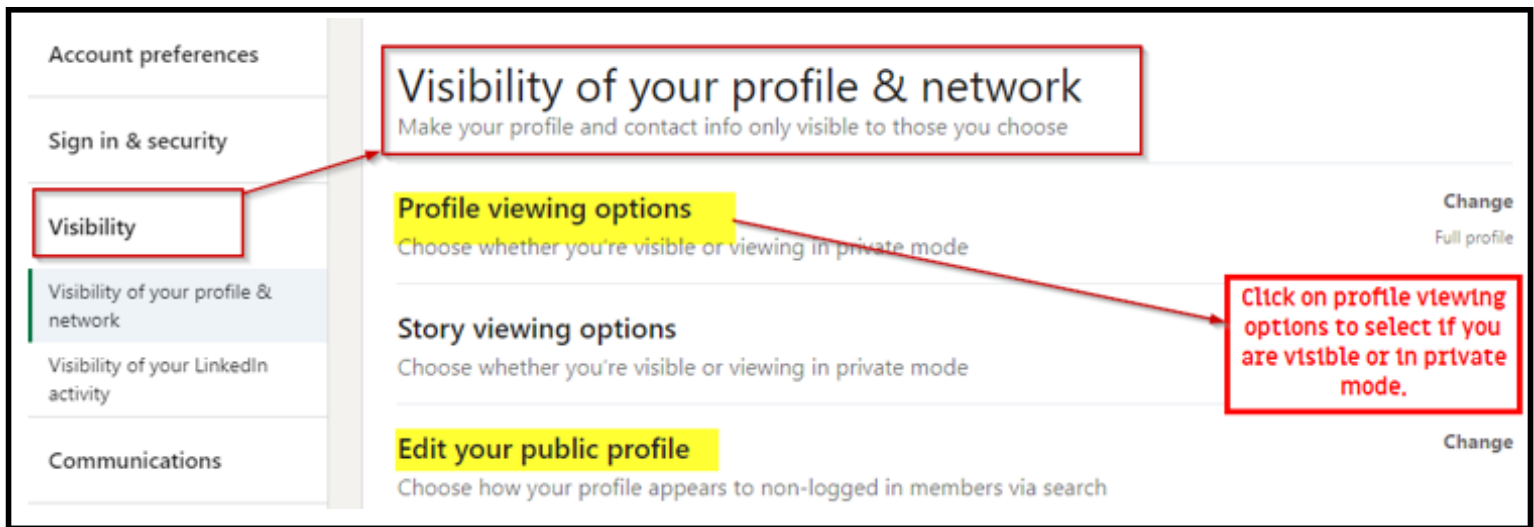 Account preferences
Sign in & security
Visibility
Visibility of your profile &
network
Visibility of your LinkedIn
activity
Communications
Visibility of your profile & network
Make your profile and contact info only visible to those you choose
Profile viewing options
Change
Choose whether you're visible or viewing in private mode
Full profile
Click on profile viewing
options to select if you
are visible or in private
mode.
Story viewing options
Choose whether you're visible or viewing in private mode
Edit your public profile
Change
Choose how your profile appears to non-logged in members via search